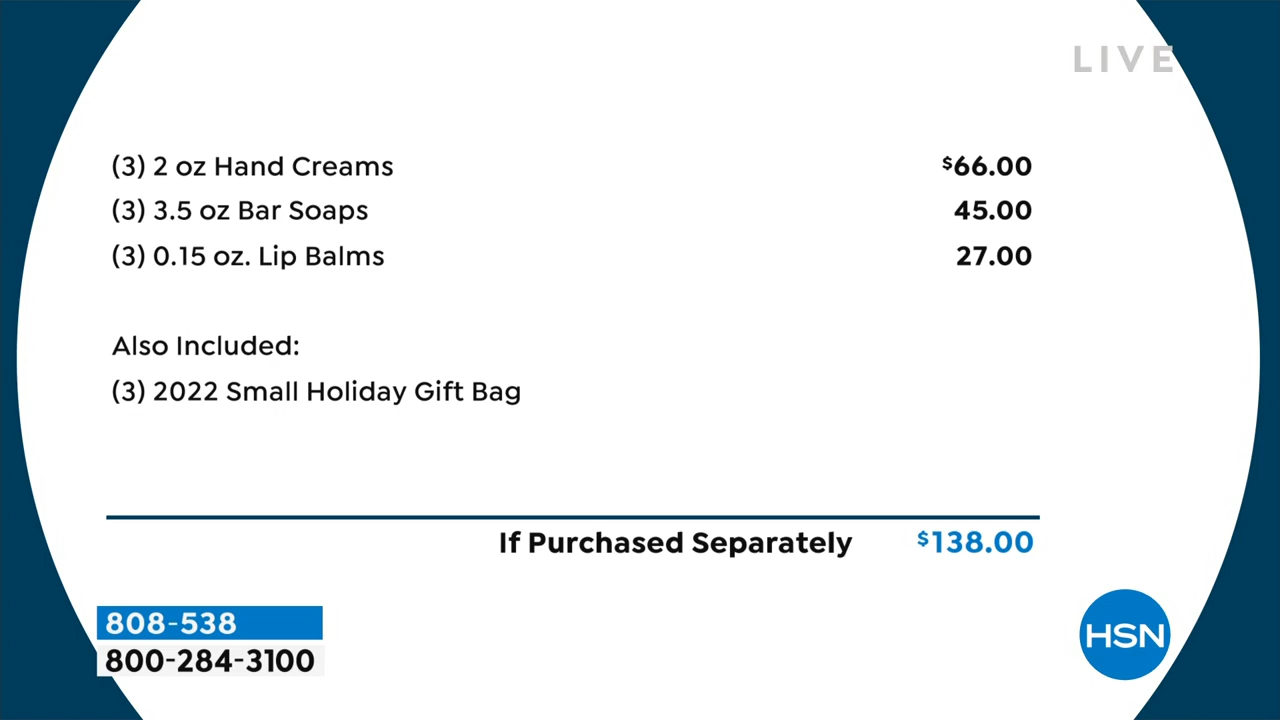 LIVE
(3) 2 oz Hand Creams $66.00
(3) 3.5 oz Bar Soaps 45.00
(3) 0.15 oz. Lip Balms 27.00
Also Included:
(3) 2022 Small Holiday Gift Bag
If Purchased Separately $138.00
808-538
800-284-3100
HSN